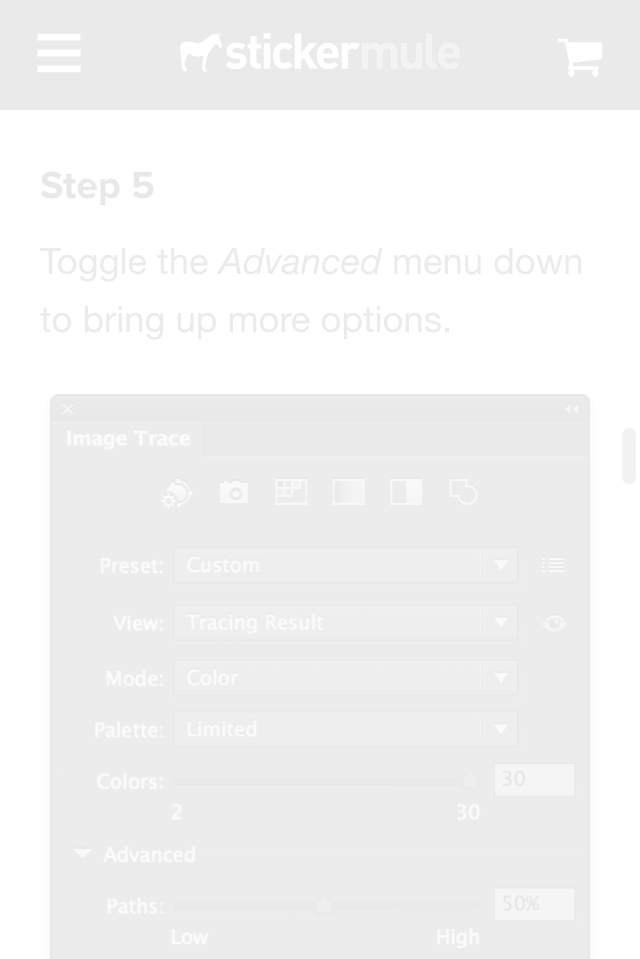 stickermule
Step 5
Toggle the Advanced menu down
to bring up more options.
Image Trace
Preset: Custom
View: Tracing Result
Mode: Color
Palette: Limited
Colors: 30
2 30
Advanced
Paths: 50%
Low High